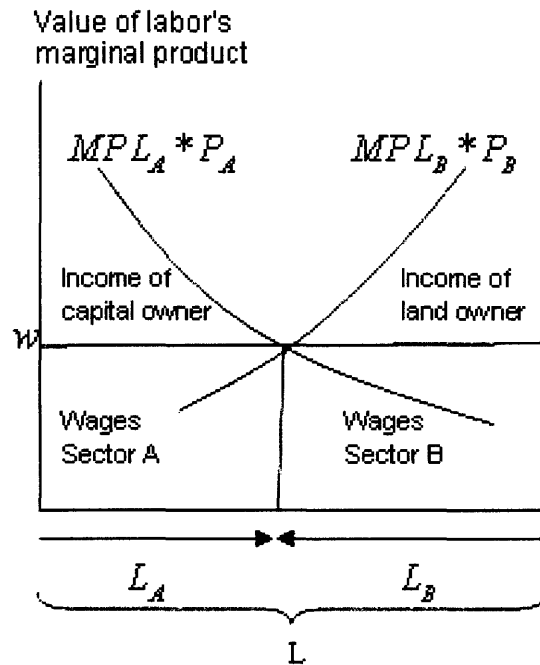 Value of labor's
marginal product
MPL_A * P_A
MPL_B * P_B
Income of
capital owner
Income of
land owner
w
Wages
Sector A
Wages
Sector B
L_A
L_B
L